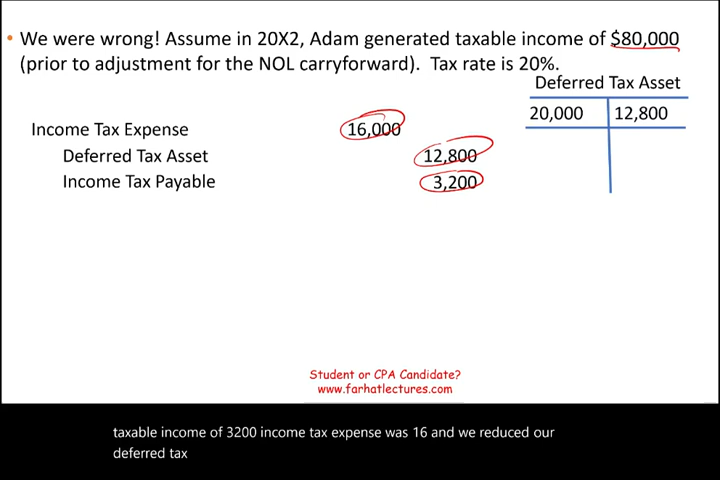 • We were wrong! Assume in 20X2, Adam generated taxable income of $80,000
(prior to adjustment for the NOL carryforward). Tax rate is 20%.
Deferred Tax Asset
20,000 12,800
Income Tax Expense 16,000
Deferred Tax Asset 12,800
Income Tax Payable 3,200
Student or CPA Candidate?
www.farhatlectures.com
taxable income of 3200 income tax expense was 16 and we reduced our
deferred tax